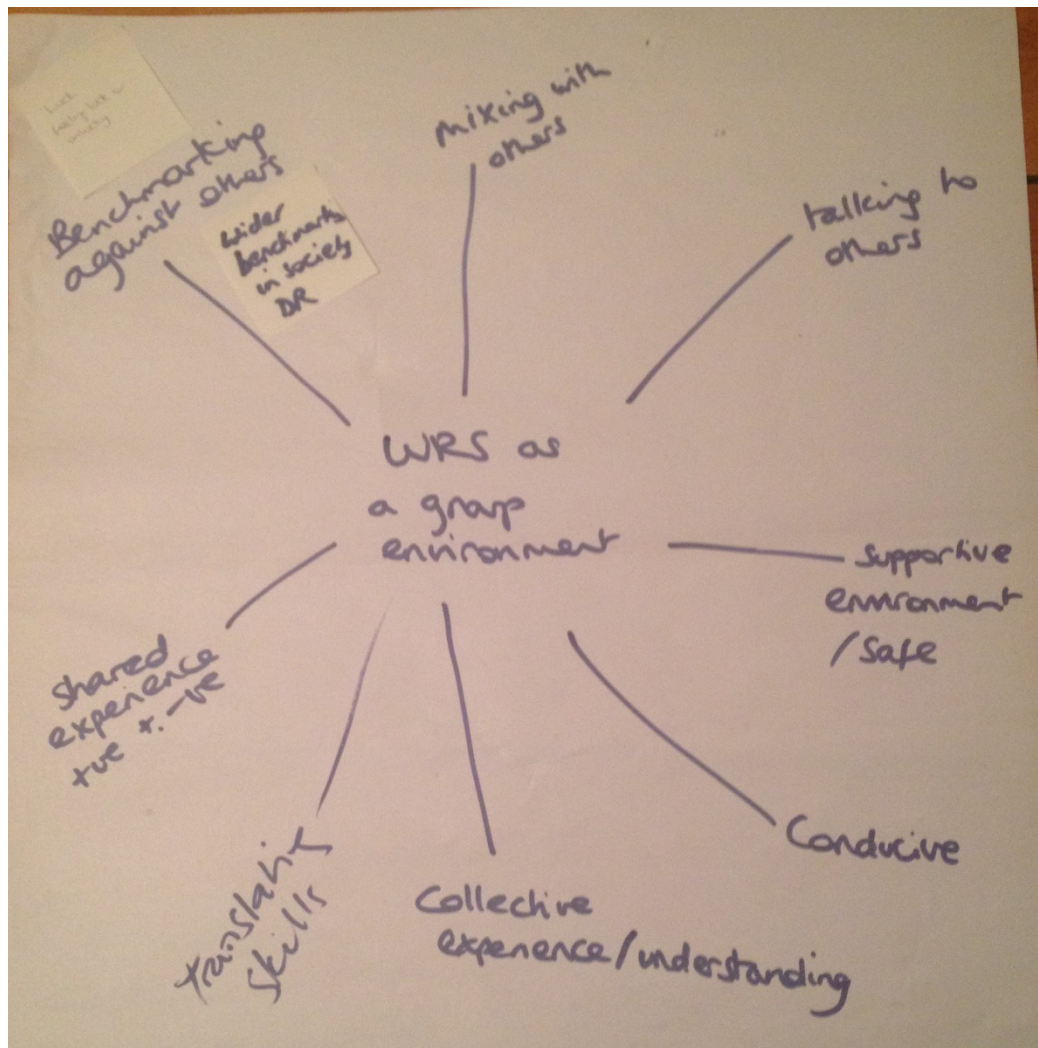 Benchmarking
against others
wider
benchmarks
in society
DR
mixing with
others
talking to
others
WRS as
a group
environment
supportive
environment
/ safe
Conducive
Collective
experience/understanding
translating
skills
shared
experience
+ve +. -ve